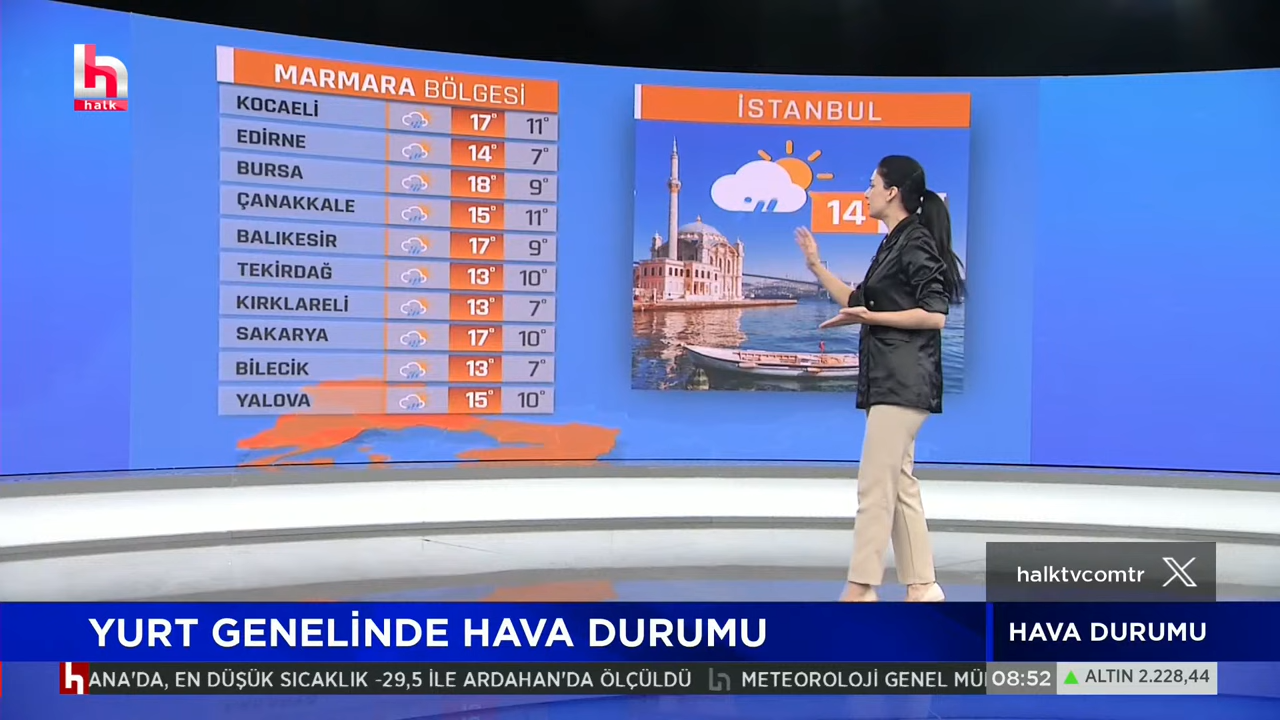 h
halk
MARMARA BÖLGESİ
KOCAELİ 17° 11°
EDİRNE 14° 7°
BURSA 18° 9°
ÇANAKKALE 15° 11°
BALIKESİR 17° 9°
TEKİRDAĞ 13° 10°
KIRKLARELİ 13° 7°
SAKARYA 17° 10°
BİLECİK 13° 7°
YALOVA 15° 10°
İSTANBUL
14
halktvcomtr X
YURT GENELİNDE HAVA DURUMU
HAVA DURUMU
h ANA'DA, EN DÜŞÜK SICAKLIK -29,5 İLE ARDAHAN'DA ÖLÇÜLDÜ h METEOROLOJİ GENEL MÜ 08:52 ▲ ALTIN 2.228,44